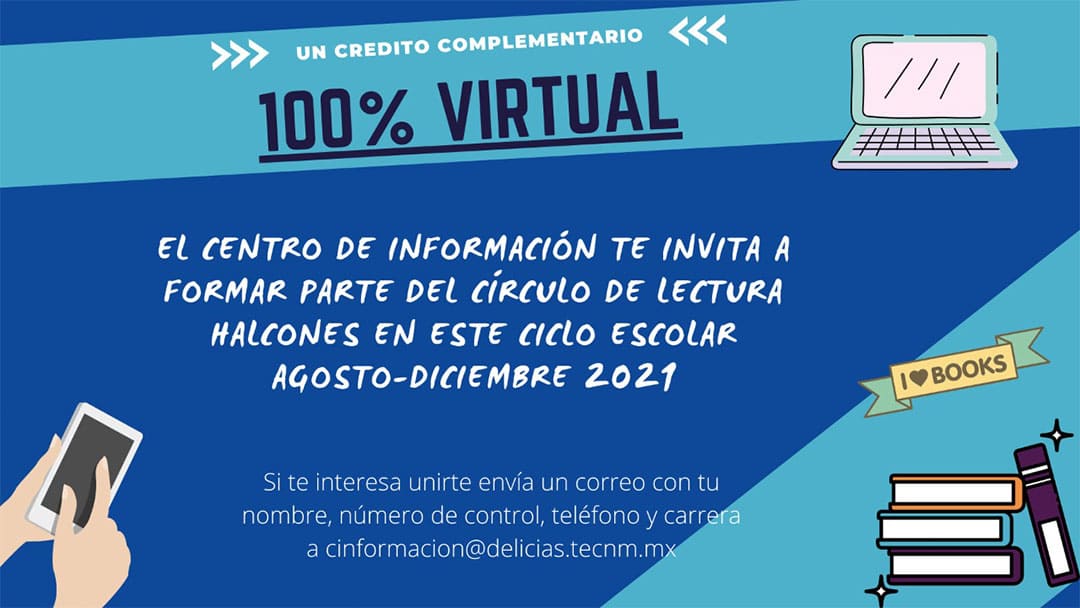 >>> UN CREDITO COMPLEMENTARIO <<<
100% VIRTUAL
EL CENTRO DE INFORMACIÓN TE INVITA A
FORMAR PARTE DEL CÍRCULO DE LECTURA
HALCONES EN ESTE CICLO ESCOLAR
AGOSTO-DICIEMBRE 2021
I ♥ BOOKS
Si te interesa unirte envía un correo con tu
nombre, número de control, teléfono y carrera
a cinformacion@delicias.tecnm.mx